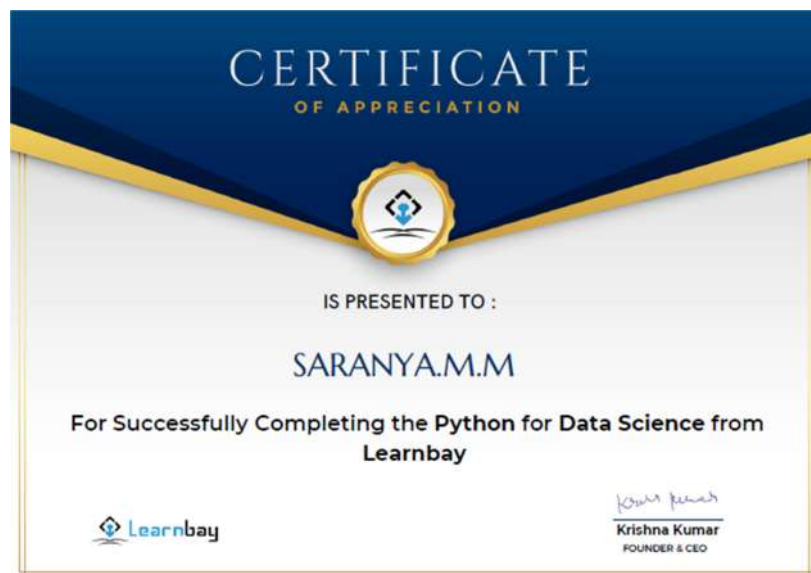 CERTIFICATE
OF APPRECIATION
IS PRESENTED TO :
SARANYA.M.M
For Successfully Completing the Python for Data Science from
Learnbay
Learnbay
Krishna Kumar
FOUNDER & CEO